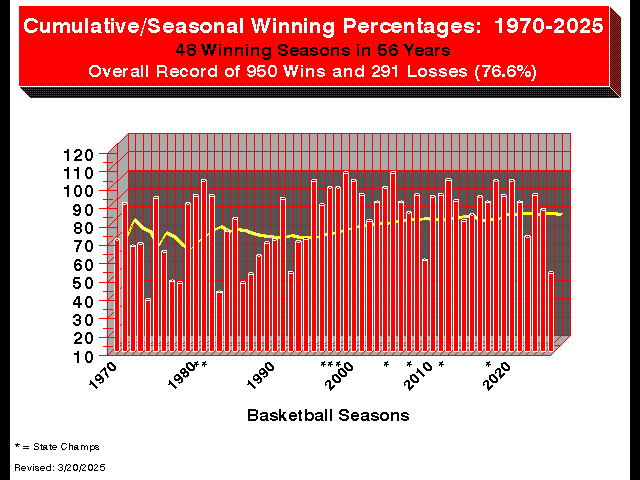 Cumulative/Seasonal Winning Percentages: 1970-2025
48 Winning Seasons in 56 Years
Overall Record of 950 Wins and 291 Losses (76.6%)
120
110
100
90
80
70
60
50
40
30
20
10
1970 1980 ** 1990 *** 2000 * * 2010 * * 2020
Basketball Seasons
* = State Champs
Revised: 3/20/2025